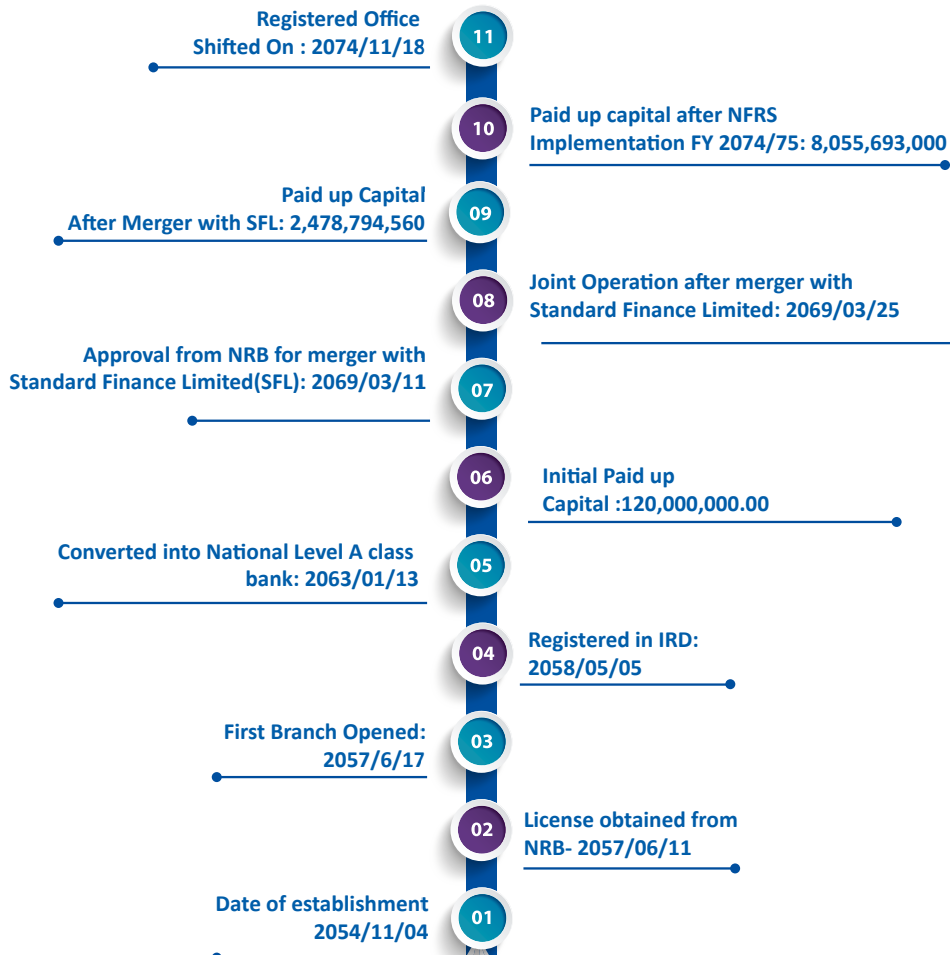 Registered Office
Shifted On : 2074/11/18
11
10
Paid up capital after NFRS
Implementation FY 2074/75: 8,055,693,000
Paid up Capital
After Merger with SFL: 2,478,794,560
09
08
Joint Operation after merger with
Standard Finance Limited: 2069/03/25
Approval from NRB for merger with
Standard Finance Limited(SFL): 2069/03/11
07
06
Initial Paid up
Capital :120,000,000.00
Converted into National Level A class
bank: 2063/01/13
05
04
Registered in IRD:
2058/05/05
First Branch Opened:
2057/6/17
03
02
License obtained from
NRB- 2057/06/11
Date of establishment
2054/11/04
01